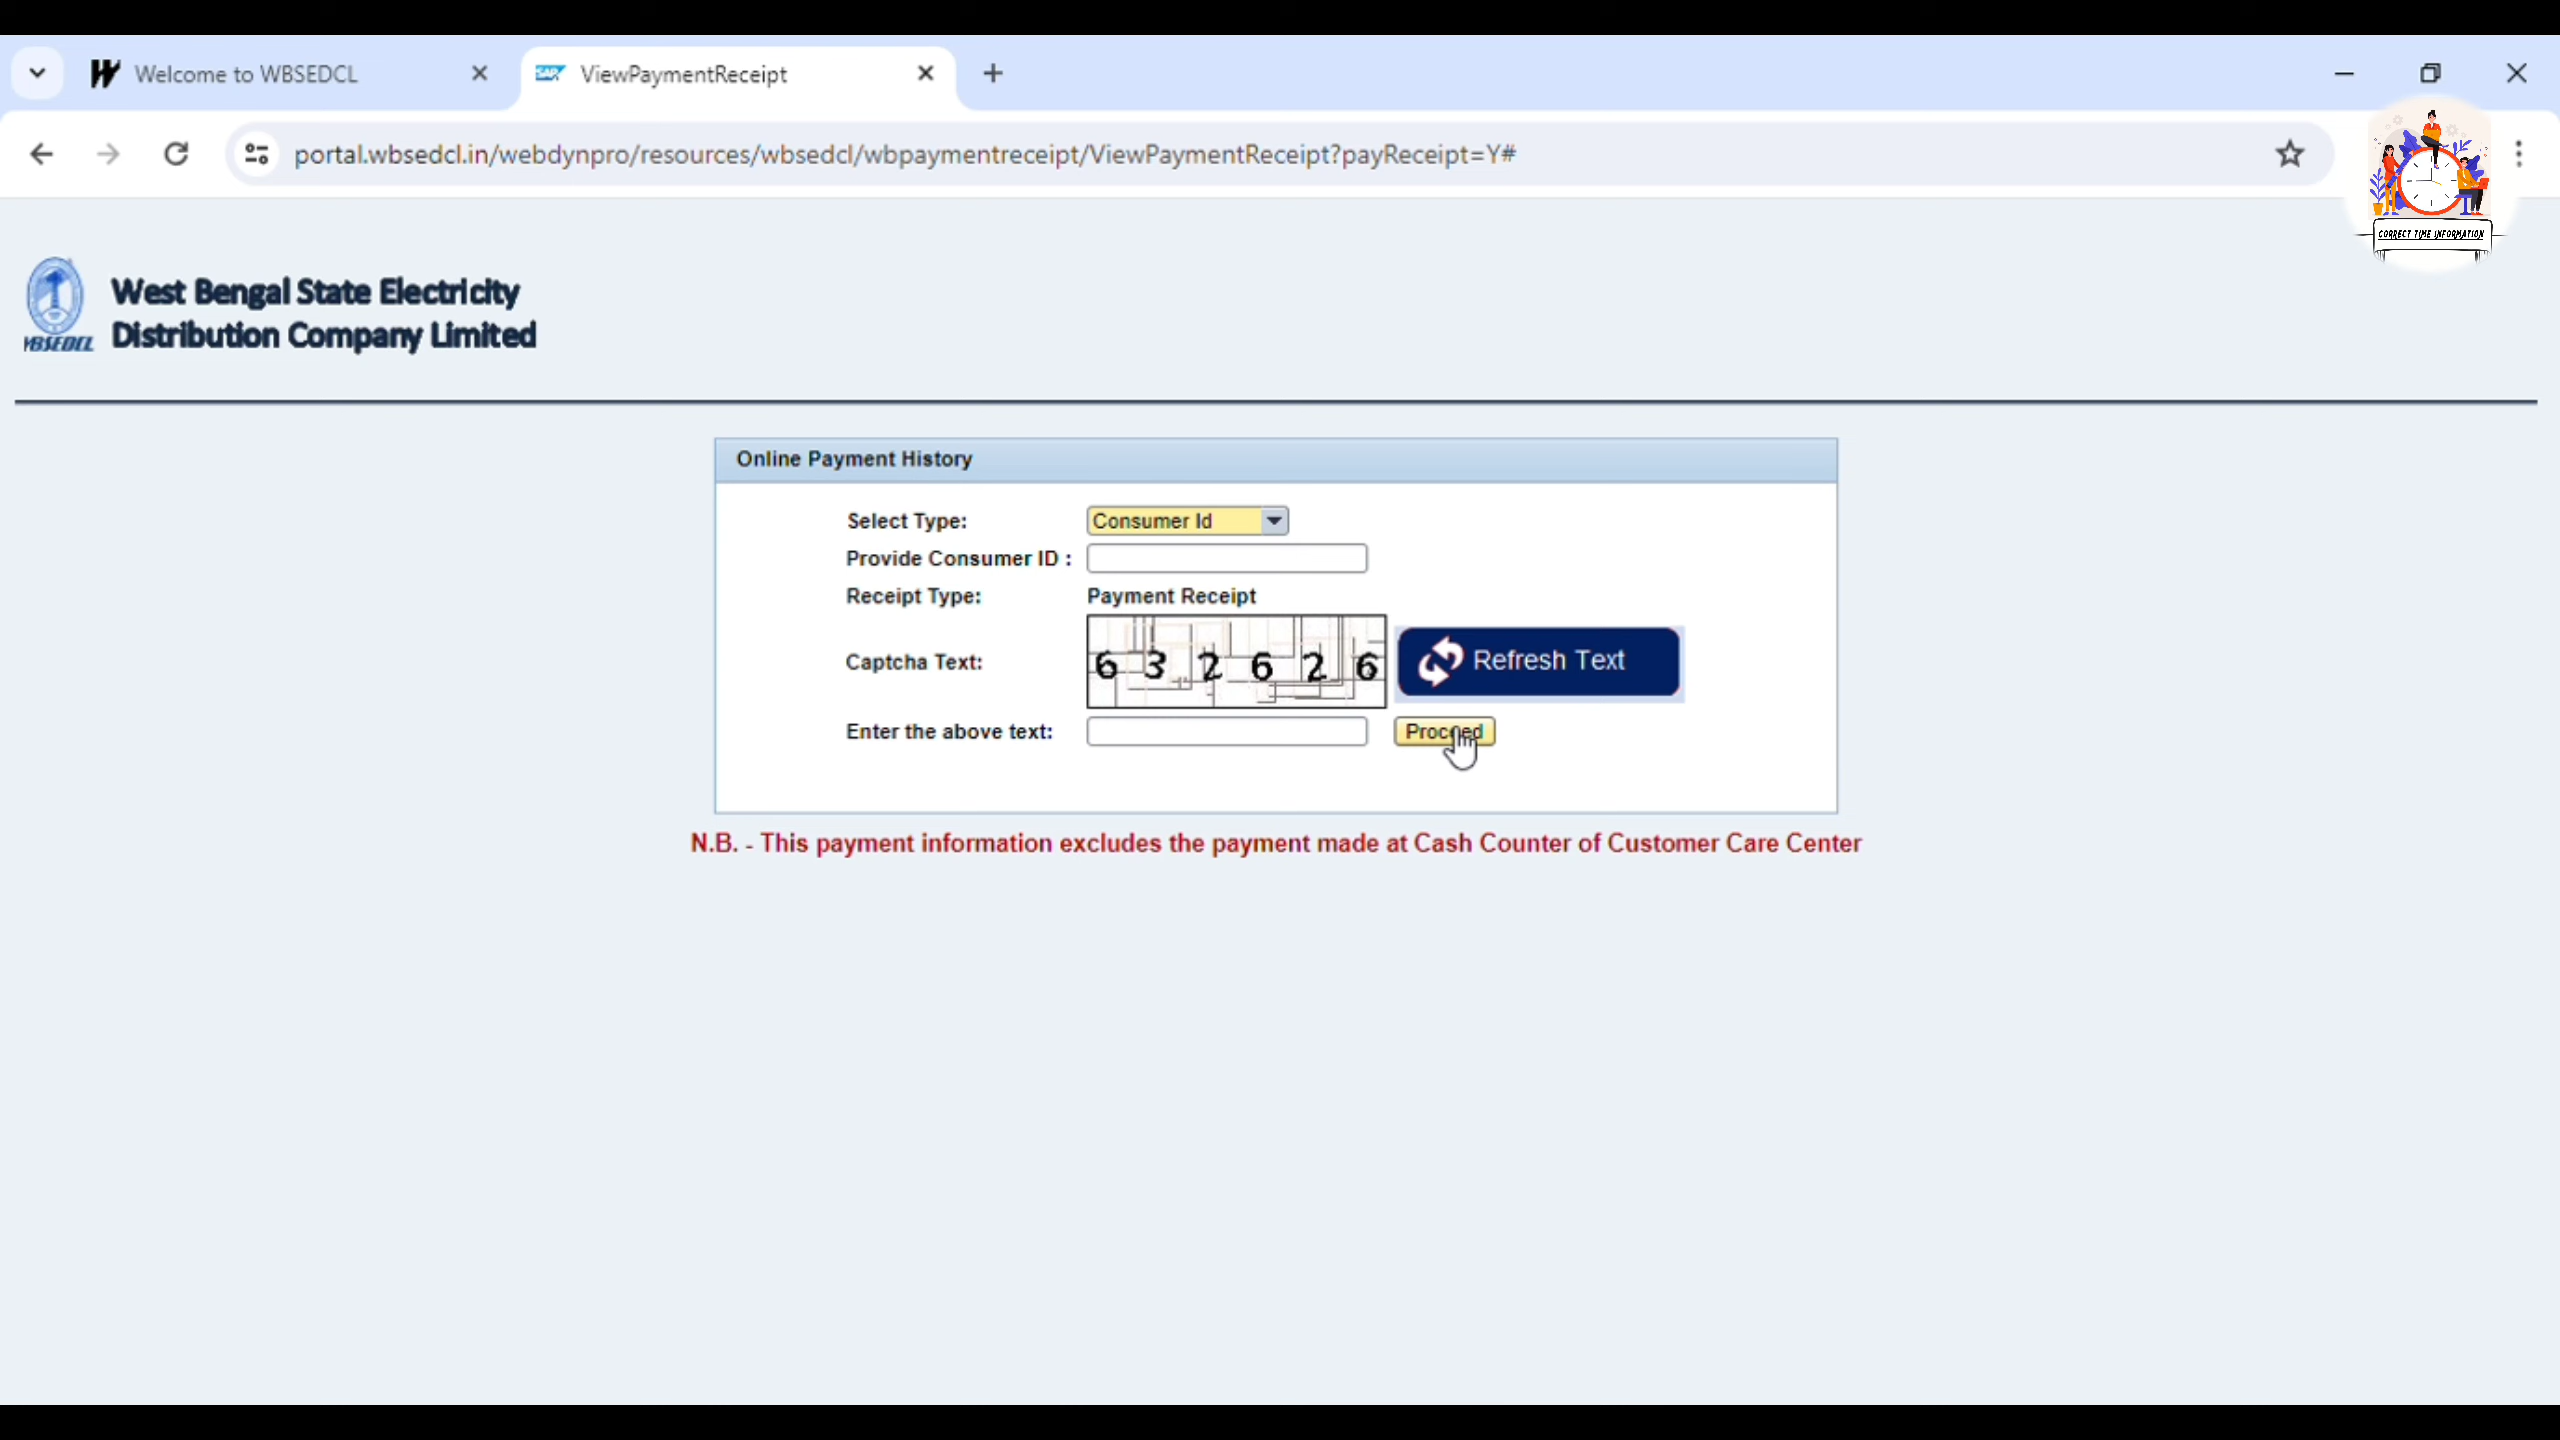 Welcome to WBSEDCL
ViewPaymentReceipt
portal.wbsedcl.in/webdynpro/resources/wbsedcl/wbpaymentreceipt/ViewPaymentReceipt?payReceipt=Y#
CORRECT TIME INFORMATION
West Bengal State Electricity
Distribution Company Limited
Online Payment History
Select Type: Consumer Id
Provide Consumer ID :
Receipt Type: Payment Receipt
Captcha Text: 6 3 2 6 2 6 Refresh Text
Enter the above text: Proceed
N.B. - This payment information excludes the payment made at Cash Counter of Customer Care Center